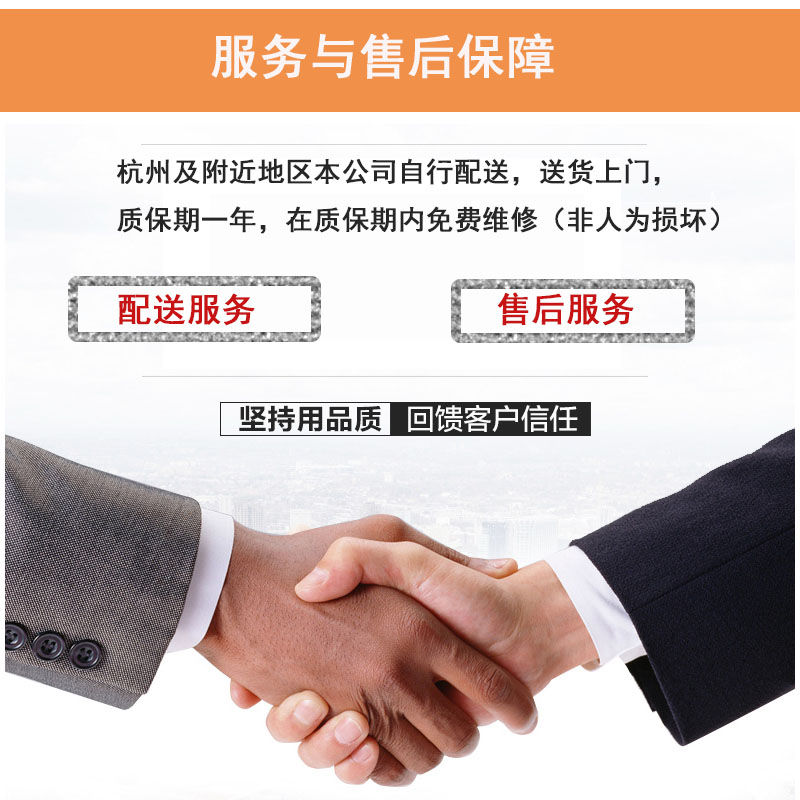 服务与售后保障
杭州及附近地区本公司自行配送，送货上门，
质保期一年，在质保期内免费维修（非人为损坏）
配送服务 售后服务
坚持用品质 回馈客户信任